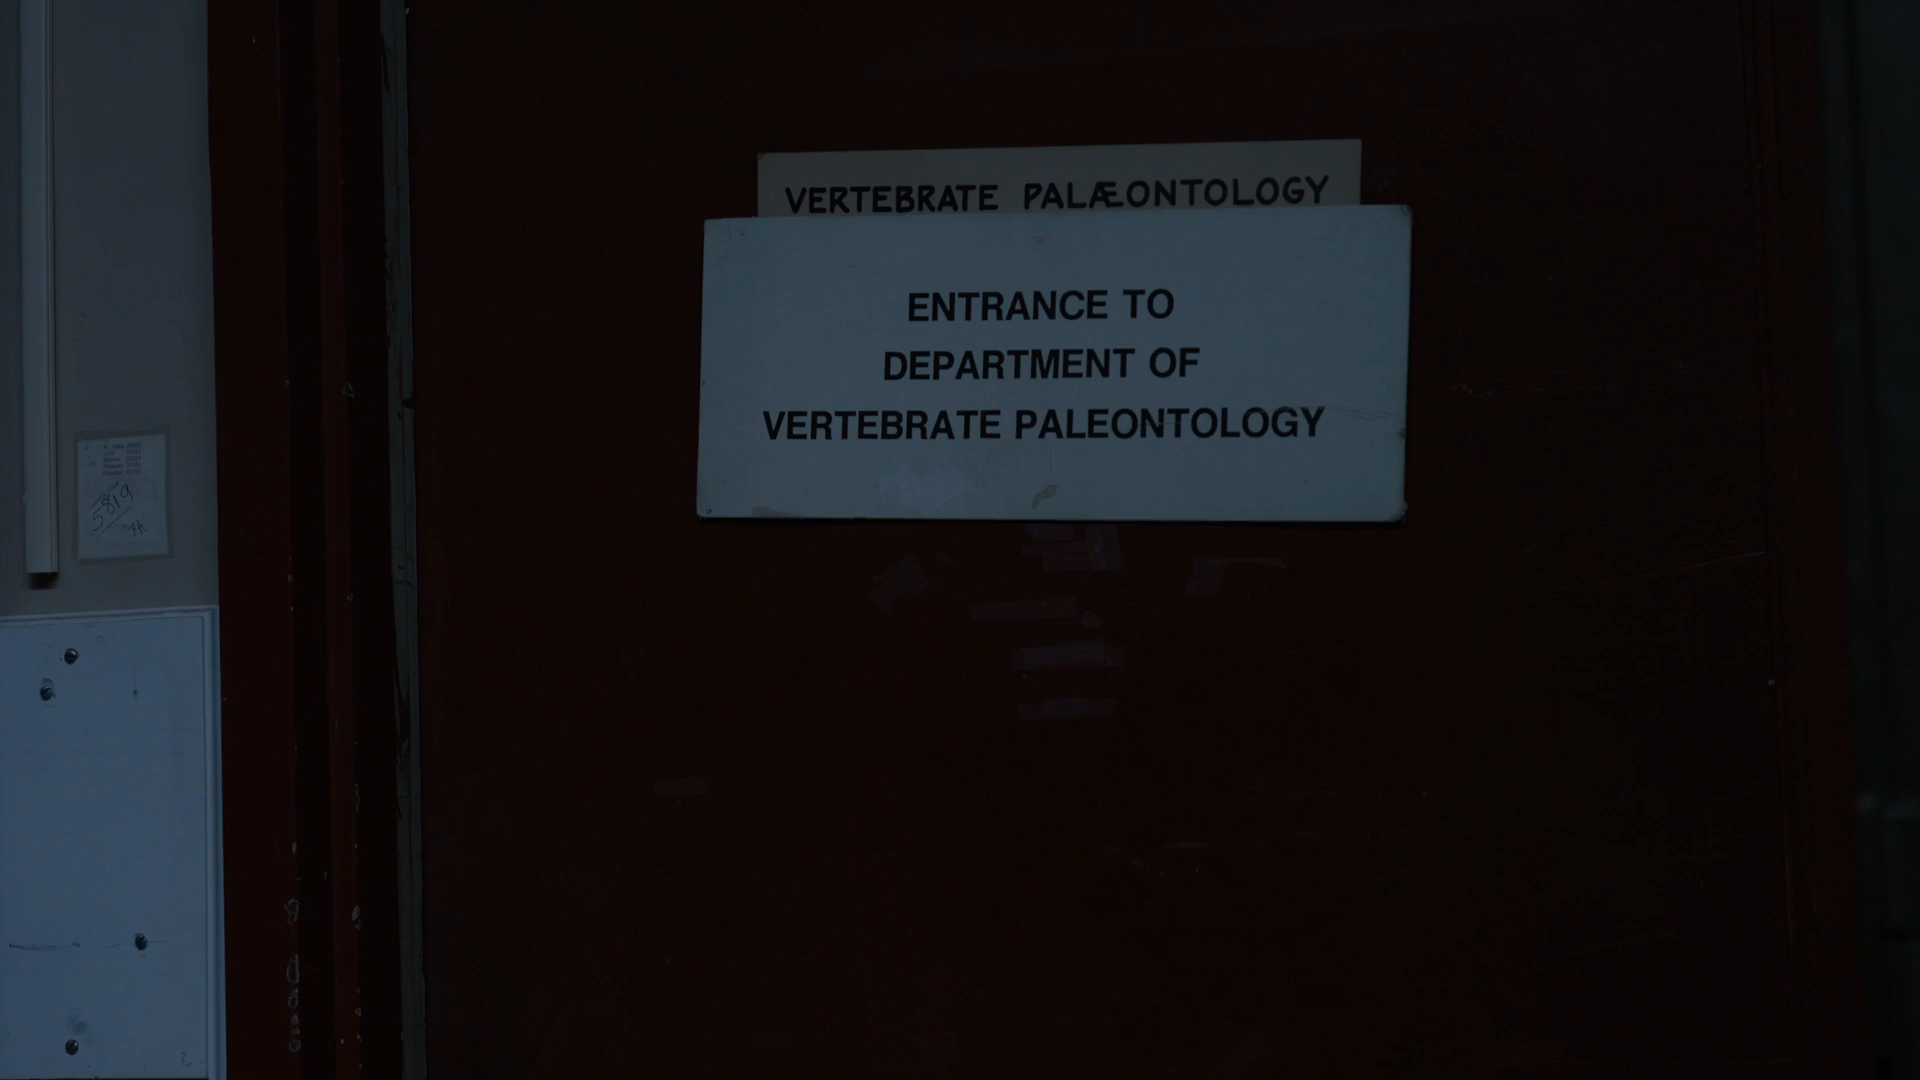 VERTEBRATE PALÆONTOLOGY
ENTRANCE TO
DEPARTMENT OF
VERTEBRATE PALEONTOLOGY
5819